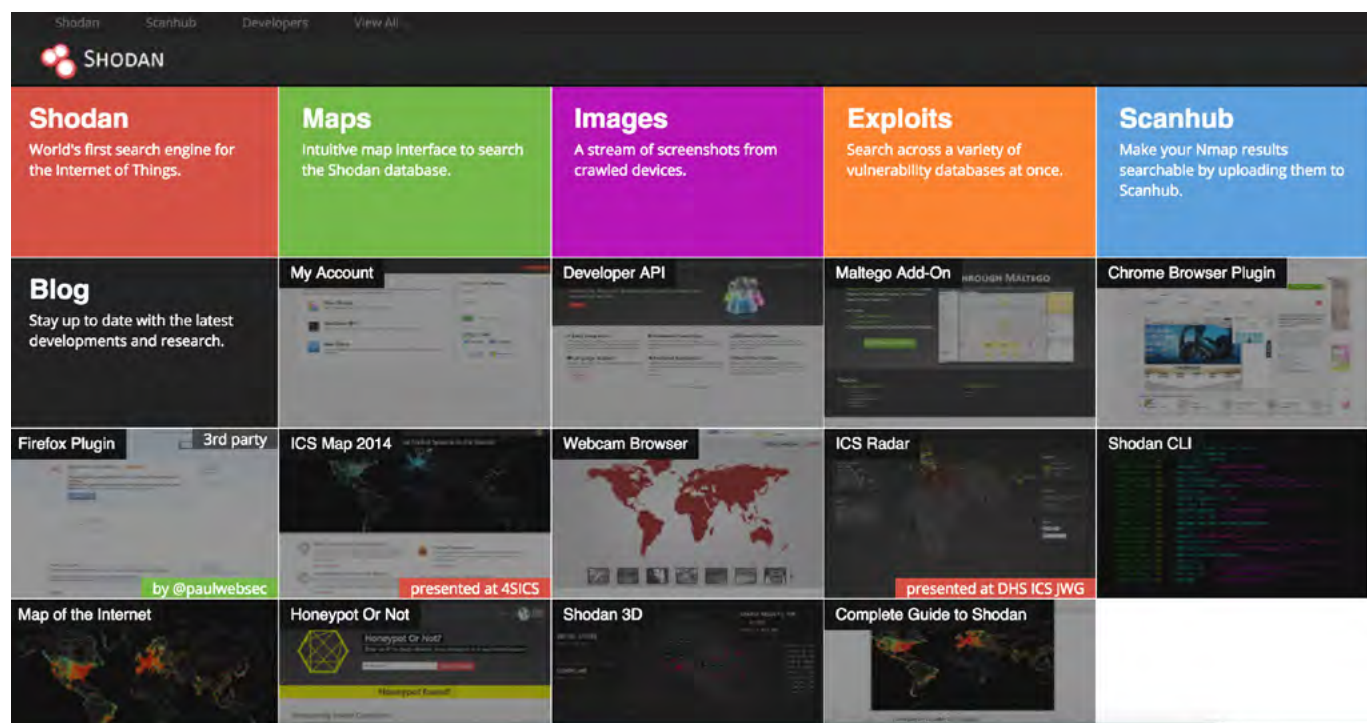 Shodan Scanhub Developers View All
SHODAN
Shodan
World's first search engine for
the Internet of Things.
Maps
Intuitive map interface to search
the Shodan database.
Images
A stream of screenshots from
crawled devices.
Exploits
Search across a variety of
vulnerability databases at once.
Scanhub
Make your Nmap results
searchable by uploading them to
Scanhub.
Blog
Stay up to date with the latest
developments and research.
My Account
Developer API
Maltego Add-On
THROUGH MALTEGO
Chrome Browser Plugin
Firefox Plugin
3rd party
by @paulwebsec
ICS Map 2014
presented at 4SICS
Webcam Browser
ICS Radar
presented at DHS ICS JWG
Shodan CLI
Map of the Internet
Honeypot Or Not
Honeypot Or Not?
Shodan 3D
Complete Guide to Shodan